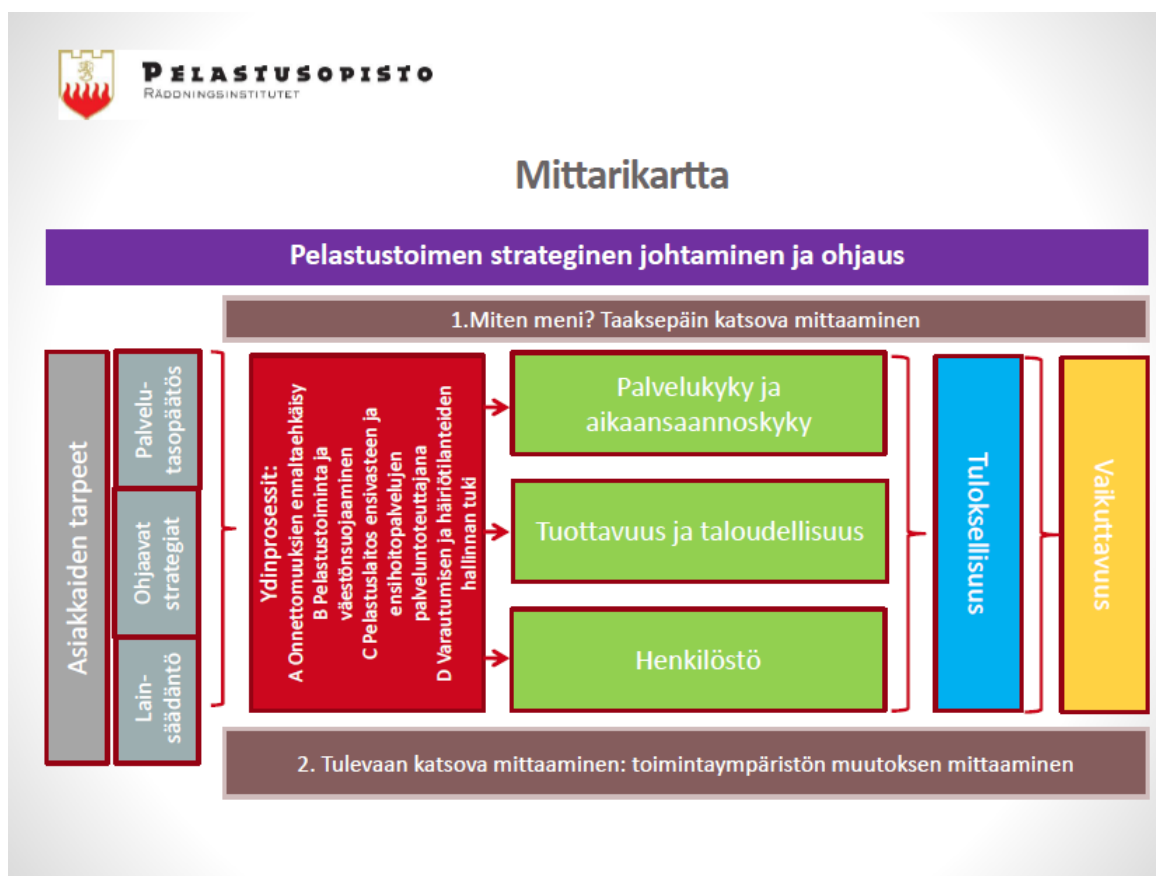 PELASTUSOPISTO
RÄDDNINGSINSTITUTET
Mittarikartta
Pelastustoimen strateginen johtaminen ja ohjaus
1.Miten meni? Taaksepäin katsova mittaaminen
Asiakkaiden tarpeet
Palvelu-
tasopäätös
Ohjaavat
strategiat
Lain-
säädäntö
Ydinprosessit:
A Onnettomuuksien ennaltaehkäisy
B Pelastustoiminta ja
väestönsuojaaminen
C Pelastuslaitos ensivasteen ja
ensihoitopalvelujen
palveluntoteuttajana
D Varautumisen ja häiriötilanteiden
hallinnan tuki
Palvelukyky ja
aikaansaannoskyky
Tuottavuus ja taloudellisuus
Henkilöstö
Tuloksellisuus
Vaikuttavuus
2. Tulevaan katsova mittaaminen: toimintaympäristön muutoksen mittaaminen